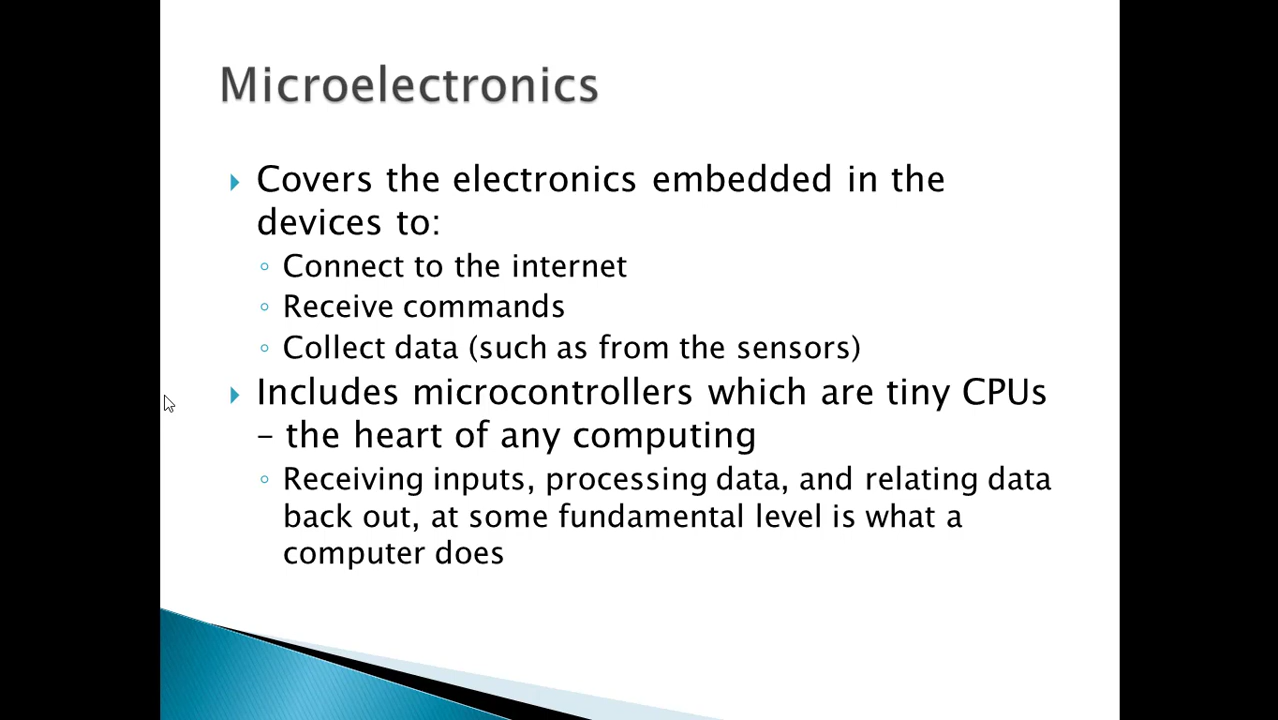 Microelectronics
Covers the electronics embedded in the
devices to:
Connect to the internet
Receive commands
Collect data (such as from the sensors)
Includes microcontrollers which are tiny CPUs
– the heart of any computing
Receiving inputs, processing data, and relating data
back out, at some fundamental level is what a
computer does